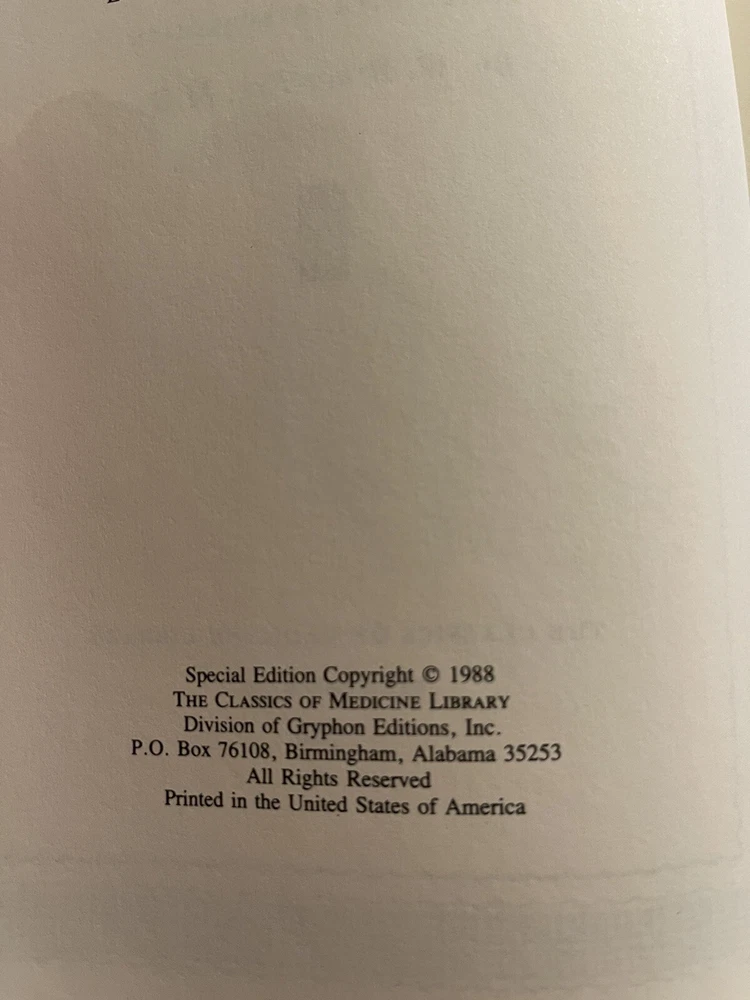 Special Edition Copyright © 1988
THE CLASSICS OF MEDICINE LIBRARY
Division of Gryphon Editions, Inc.
P.O. Box 76108, Birmingham, Alabama 35253
All Rights Reserved
Printed in the United States of America